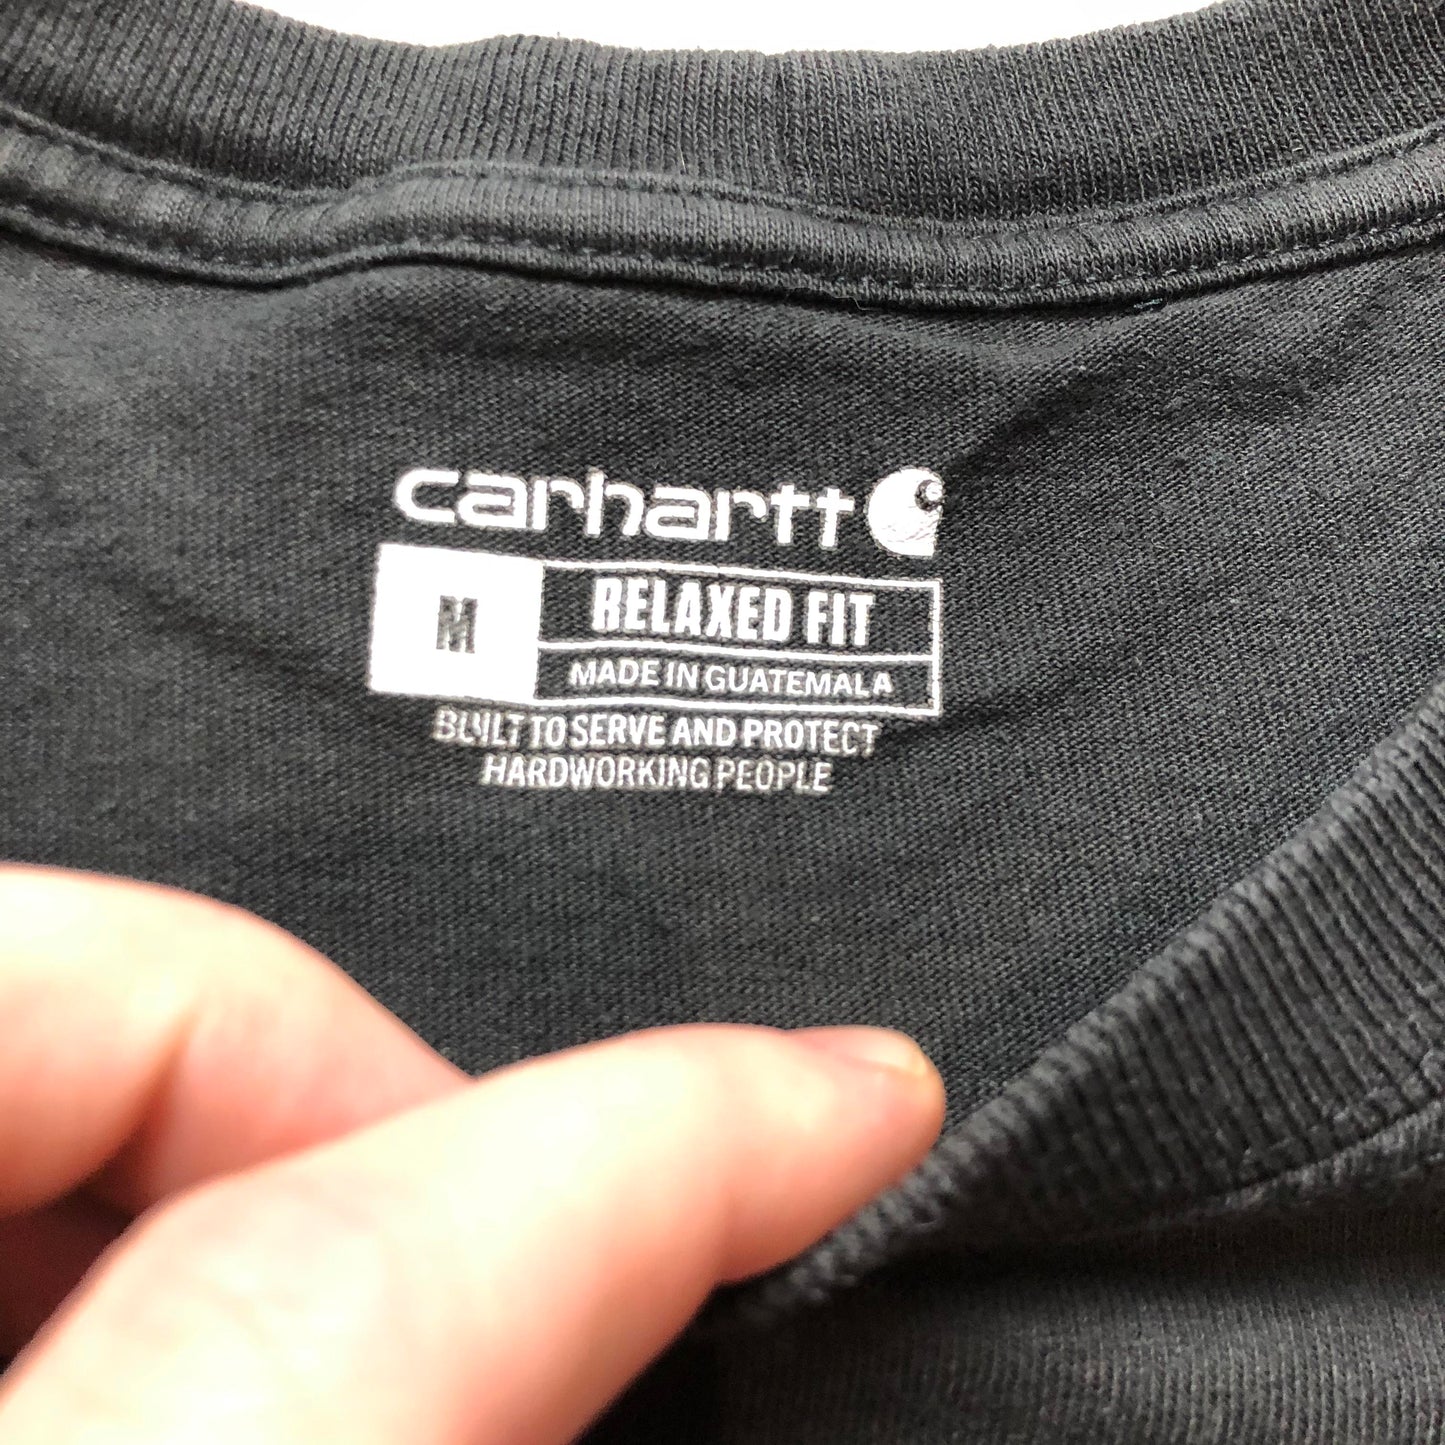 carhartt
M
RELAXED FIT
MADE IN GUATEMALA
BUILT TO SERVE AND PROTECT
HARDWORKING PEOPLE